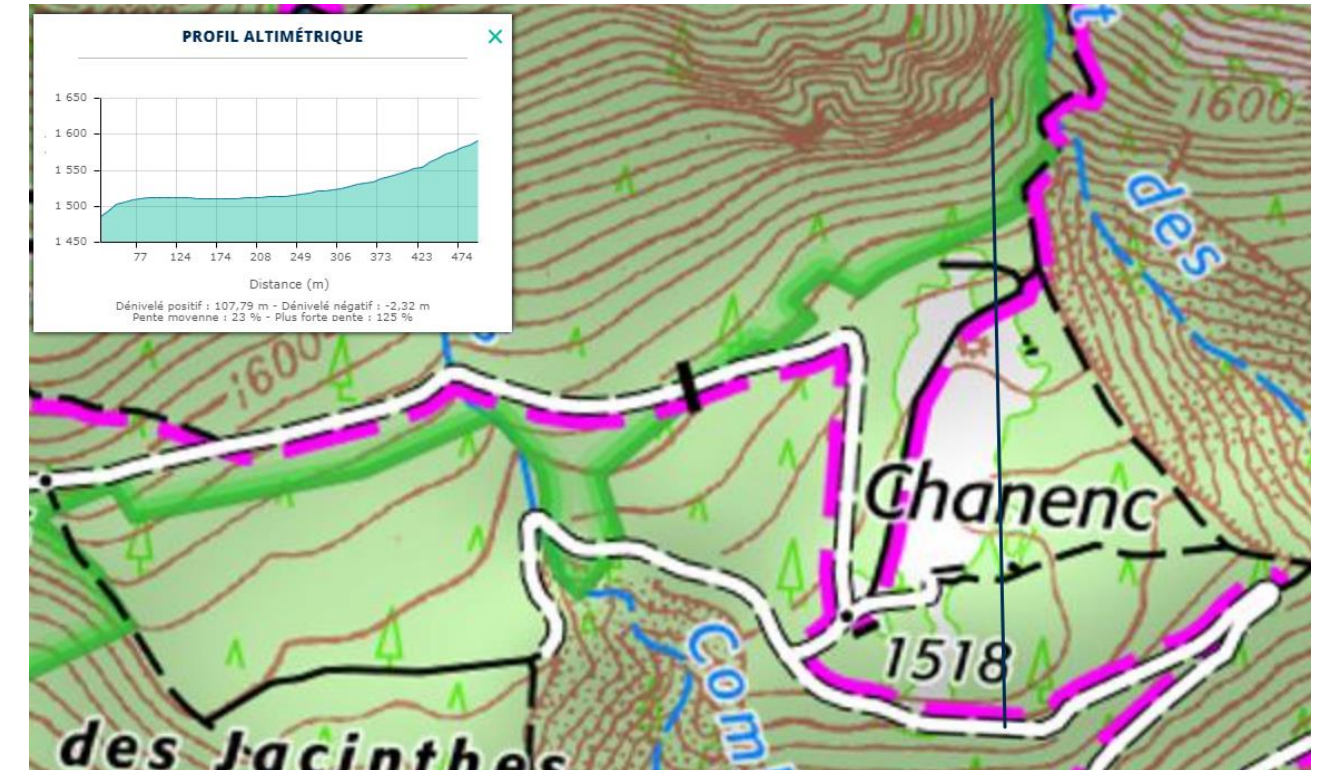 PROFIL ALTIMÉTRIQUE
1 650
1 600
1 550
1 500
1 450
77 124 174 208 249 306 373 423 474
Distance (m)
Dénivelé positif : 107,79 m - Dénivelé négatif : -2,32 m
Pente moyenne : 23 % - Plus forte pente : 125 %
t
1600
des
1600
Chanenc
1518
Com
des Jacinthes